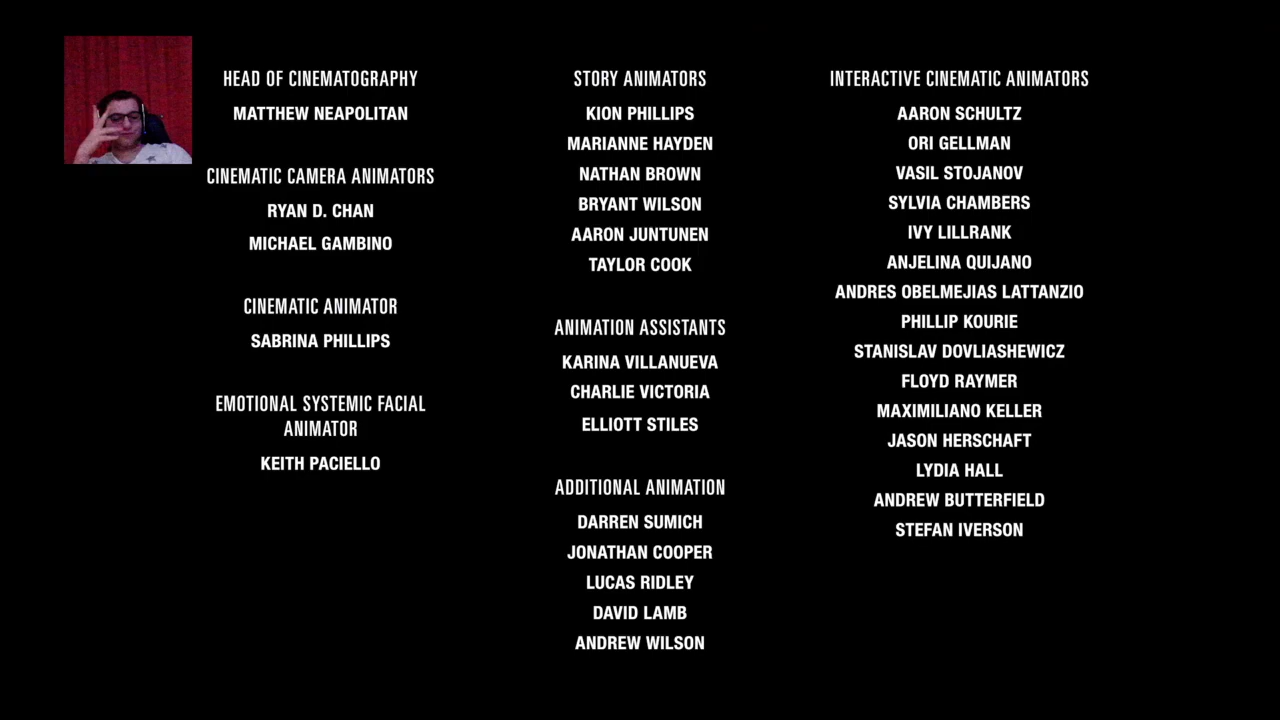 HEAD OF CINEMATOGRAPHY
MATTHEW NEAPOLITAN
CINEMATIC CAMERA ANIMATORS
RYAN D. CHAN
MICHAEL GAMBINO
CINEMATIC ANIMATOR
SABRINA PHILLIPS
EMOTIONAL SYSTEMIC FACIAL
ANIMATOR
KEITH PACIELLO
STORY ANIMATORS
KION PHILLIPS
MARIANNE HAYDEN
NATHAN BROWN
BRYANT WILSON
AARON JUNTUNEN
TAYLOR COOK
ANIMATION ASSISTANTS
KARINA VILLANUEVA
CHARLIE VICTORIA
ELLIOTT STILES
ADDITIONAL ANIMATION
DARREN SUMICH
JONATHAN COOPER
LUCAS RIDLEY
DAVID LAMB
ANDREW WILSON
INTERACTIVE CINEMATIC ANIMATORS
AARON SCHULTZ
ORI GELLMAN
VASIL STOJANOV
SYLVIA CHAMBERS
IVY LILLRANK
ANJELINA QUIJANO
ANDRES OBELMEJIAS LATTANZIO
PHILLIP KOURIE
STANISLAV DOVLIASHEWICZ
FLOYD RAYMER
MAXIMILIANO KELLER
JASON HERSCHAFT
LYDIA HALL
ANDREW BUTTERFIELD
STEFAN IVERSON